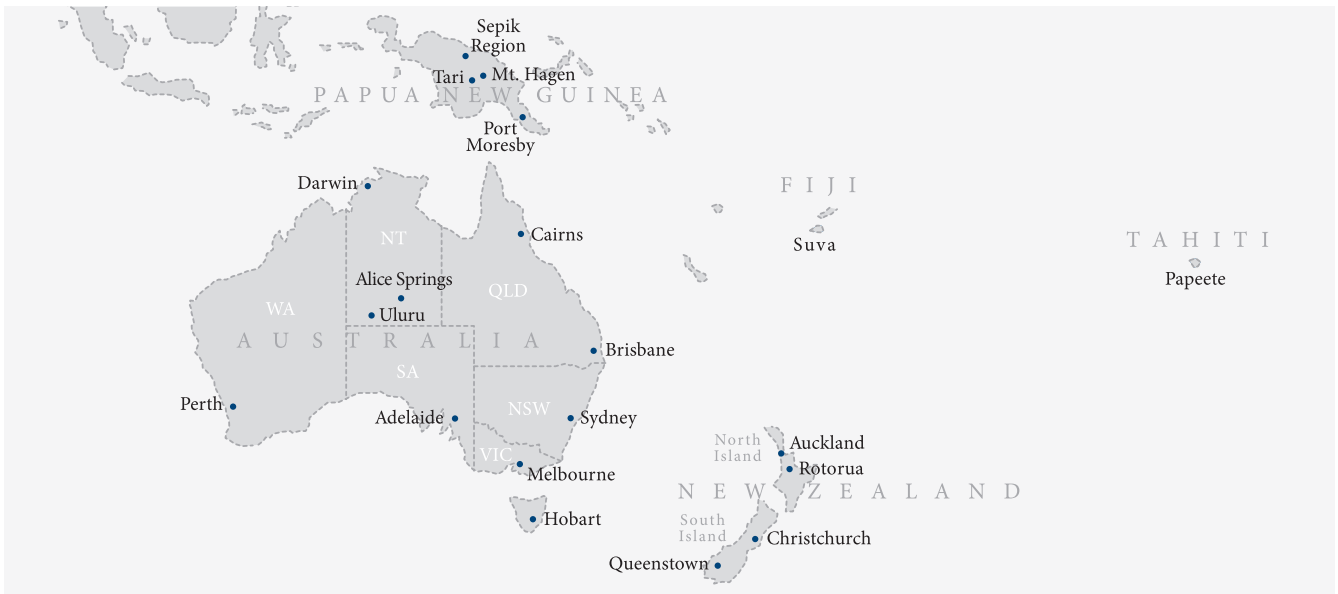 Sepik
Region
Tari
Mt. Hagen
PAPUA NEW GUINEA
Port
Moresby
Darwin
FIJI
Cairns
NT
Suva
TAHITI
Papeete
Alice Springs
QLD
WA
Uluru
AUSTRALIA
Brisbane
SA
Perth
Adelaide
NSW
Sydney
VIC
Melbourne
North
Island
Auckland
Rotorua
NEW ZEALAND
Hobart
South
Island
Christchurch
Queenstown